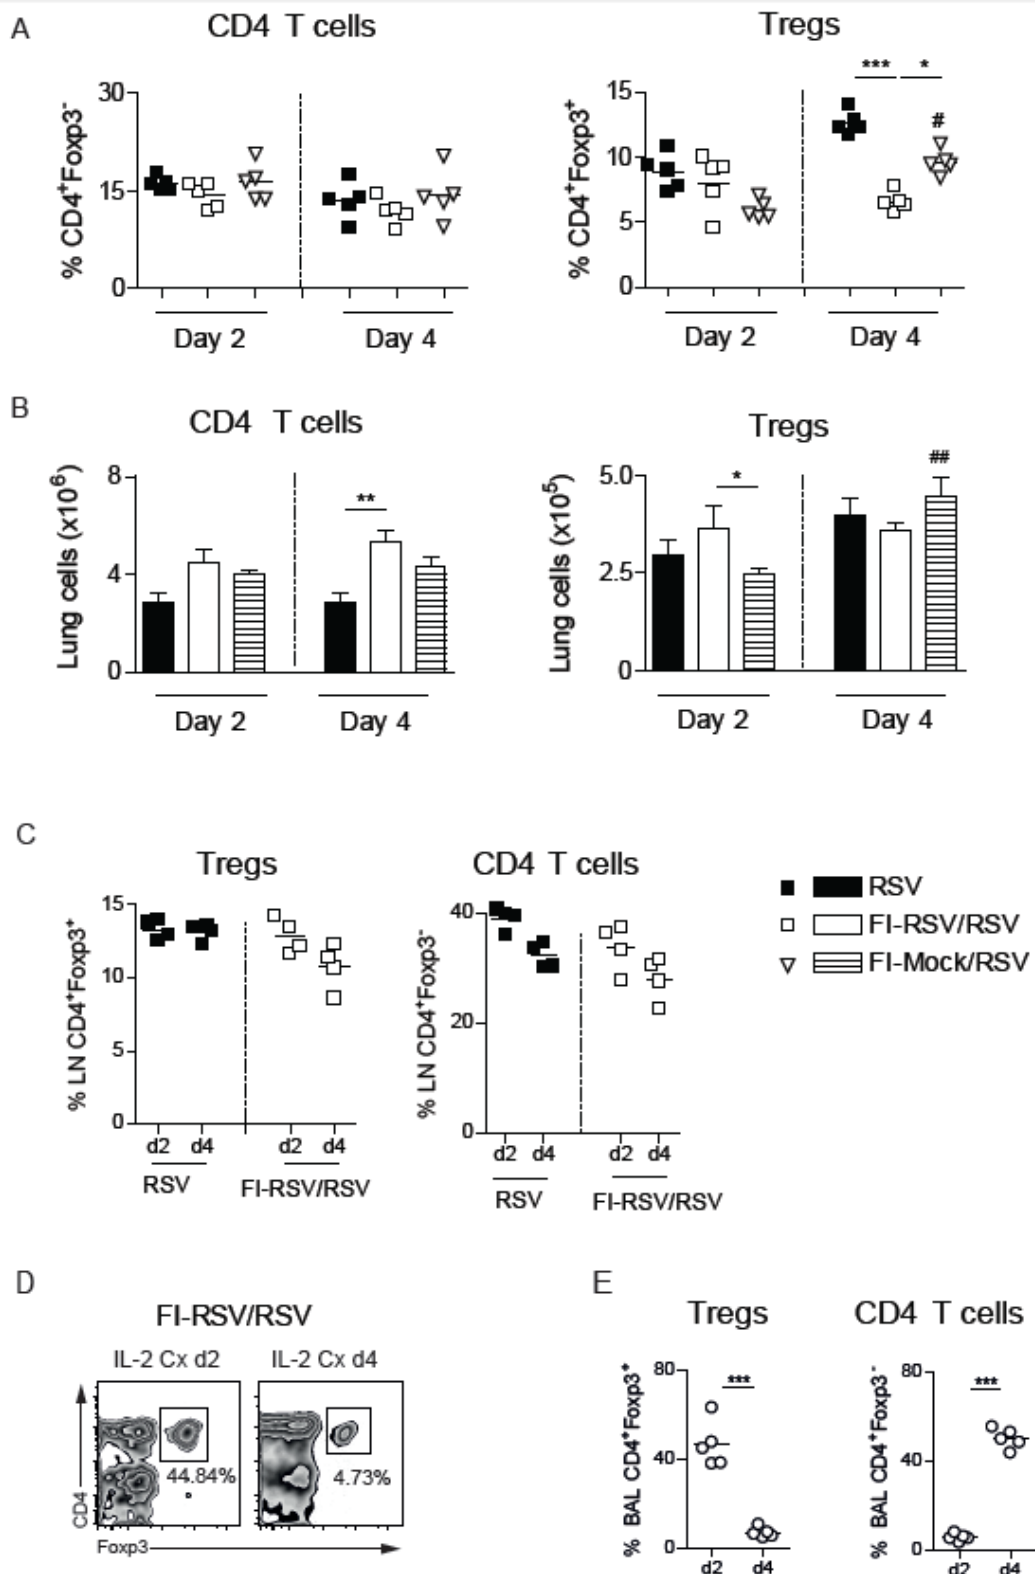 A
CD4 T cells
Tregs
% CD4⁺Foxp3⁻
30
15
0
Day 2
Day 4
% CD4⁺Foxp3⁺
15
10
5
0
***
*
#
Day 2
Day 4
B
CD4 T cells
Tregs
Lung cells (x10⁶)
8
4
0
**
Day 2
Day 4
Lung cells (x10⁵)
5.0
2.5
0
*
##
Day 2
Day 4
C
Tregs
CD4 T cells
% LN CD4⁺Foxp3⁺
15
10
5
0
d2 d4 d2 d4
RSV FI-RSV/RSV
% LN CD4⁺Foxp3⁻
40
20
0
d2 d4 d2 d4
RSV FI-RSV/RSV
RSV
FI-RSV/RSV
FI-Mock/RSV
D
FI-RSV/RSV
IL-2 Cx d2 IL-2 Cx d4
44.84% 4.73%
CD4
Foxp3
E
Tregs
CD4 T cells
% BAL CD4⁺Foxp3⁺
80
40
0
***
d2 d4
% BAL CD4⁺Foxp3⁻
80
40
0
***
d2 d4